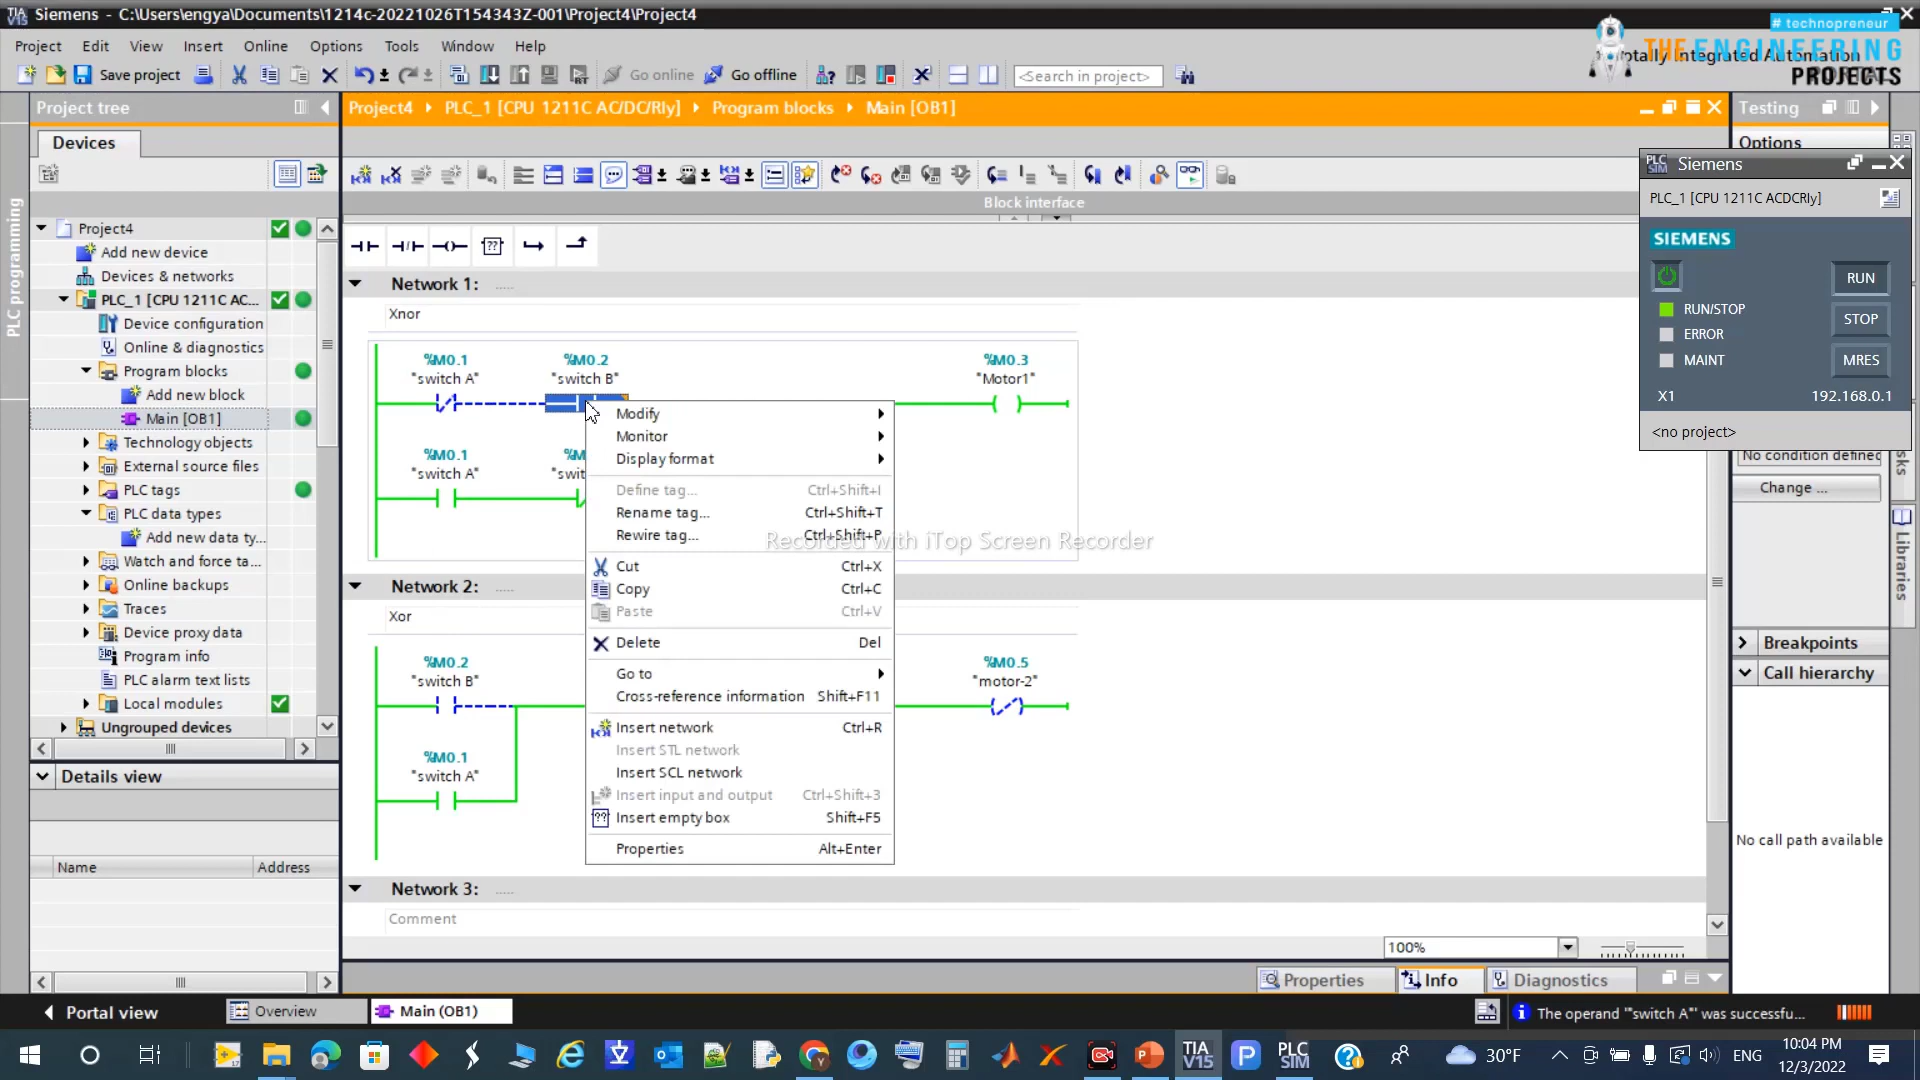 Siemens - C:\Users\engya\Documents\1214c-20221026T154343Z-001\Project4\Project4
# technopreneur
THE ENGINEERING
PROJECTS
Project Edit View Insert Online Options Tools Window Help
Totally Integrated Automation
Save project
Go online
Go offline
<Search in project>
Project tree
Project4 PLC_1 [CPU 1211C AC/DC/Rly] Program blocks Main [OB1]
Testing
Devices
Options
PLC programming
Block interface
Project4
Add new device
Devices & networks
PLC_1 [CPU 1211C AC...
Device configuration
Online & diagnostics
Program blocks
Add new block
Main [OB1]
Technology objects
External source files
PLC tags
PLC data types
Add new data ty...
Watch and force ta...
Online backups
Traces
Device proxy data
Program info
PLC alarm text lists
Local modules
Ungrouped devices
Details view
Name Address
Network 1: .....
Xnor
%M0.1
"switch A"
%M0.2
"switch B"
%M0.3
"Motor1"
%M0.1
"switch A"
%M
"swit
Network 2: .....
Xor
%M0.2
"switch B"
%M0.5
"motor-2"
%M0.1
"switch A"
Network 3: .....
Comment
Modify
Monitor
Display format
Define tag... Ctrl+Shift+I
Rename tag... Ctrl+Shift+T
Rewire tag... Ctrl+Shift+P
Cut Ctrl+X
Copy Ctrl+C
Paste Ctrl+V
Delete Del
Go to
Cross-reference information Shift+F11
Insert network Ctrl+R
Insert STL network
Insert SCL network
Insert input and output Ctrl+Shift+3
Insert empty box Shift+F5
Properties Alt+Enter
Recorded with iTop Screen Recorder
PLC SIM Siemens
PLC_1 [CPU 1211C ACDCRly]
SIEMENS
RUN
RUN/STOP
STOP
ERROR
MAINT
MRES
X1 192.168.0.1
<no project>
No condition defined
Change ...
Libraries
Breakpoints
Call hierarchy
No call path available
100%
Properties Info Diagnostics
Portal view
Overview
Main (OB1)
The operand '"switch A"' was successfu...
TIA V15
PLC SIM
30°F
ENG
10:04 PM
12/3/2022